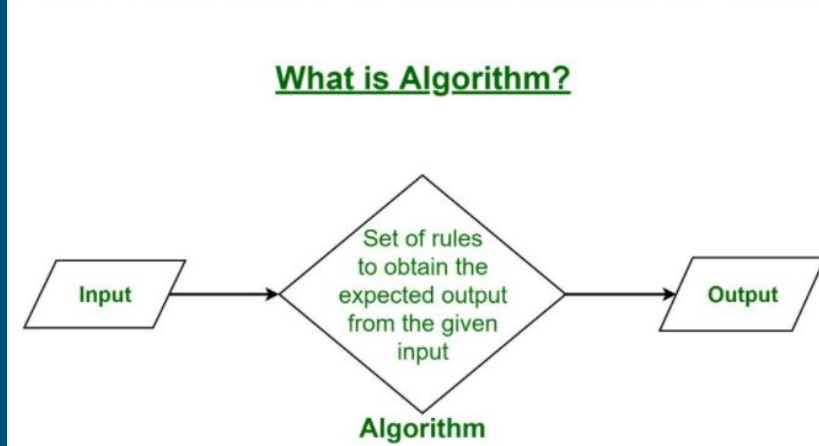 What is Algorithm?
Input
Set of rules
to obtain the
expected output
from the given
input
Output
Algorithm